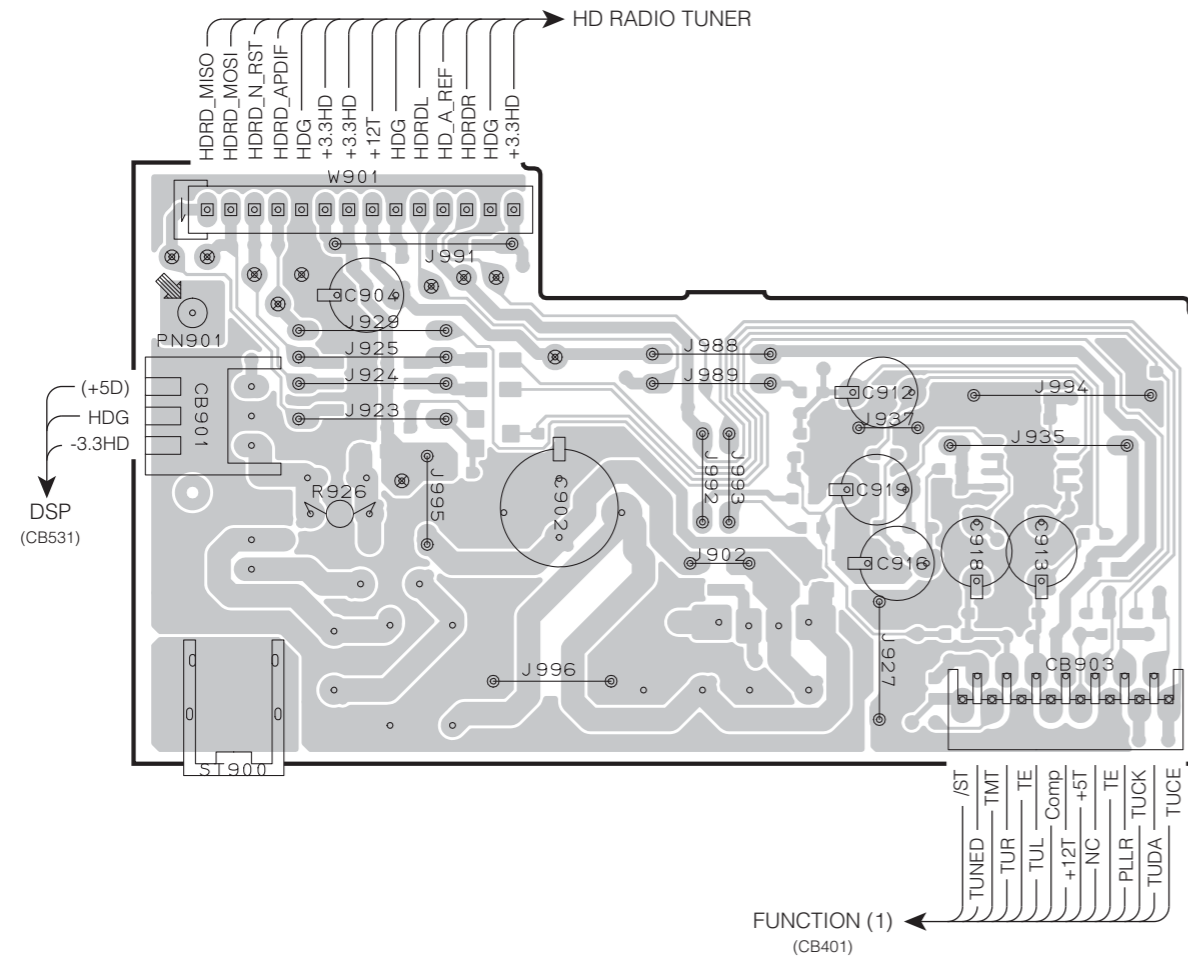 HD RADIO TUNER
HDRD_MISO
HDRD_MOSI
HDRD_N_RST
HDRD_APDIF
HDG
+3.3HD
+3.3HD
+12T
HDG
HDRDL
HD_A_REF
HDRDR
HDG
+3.3HD
W901
J991
C904
PN901
J929
J925
J924
J923
J988
J989
CB901
(+5D)
HDG
-3.3HD
DSP
(CB531)
C912
J937
J994
J935
R926
J995
C902
J992
J993
C919
J902
C916
C918
C913
J927
J996
CB903
ST900
/ST
TUNED
TMT
TUR
TE
TUL
Comp
+12T
+5T
NC
TE
PLLR
TUCK
TUDA
TUCE
FUNCTION (1)
(CB401)